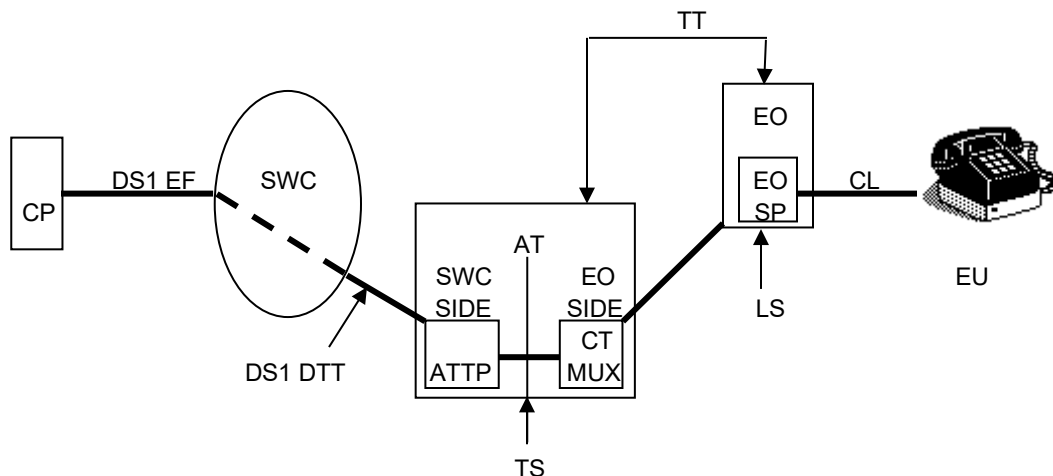 TT
EO
DS1 EF
SWC
EO
SP
CL
CP
AT
SWC
SIDE
EO
SIDE
EU
LS
CT
MUX
ATTP
DS1 DTT
TS